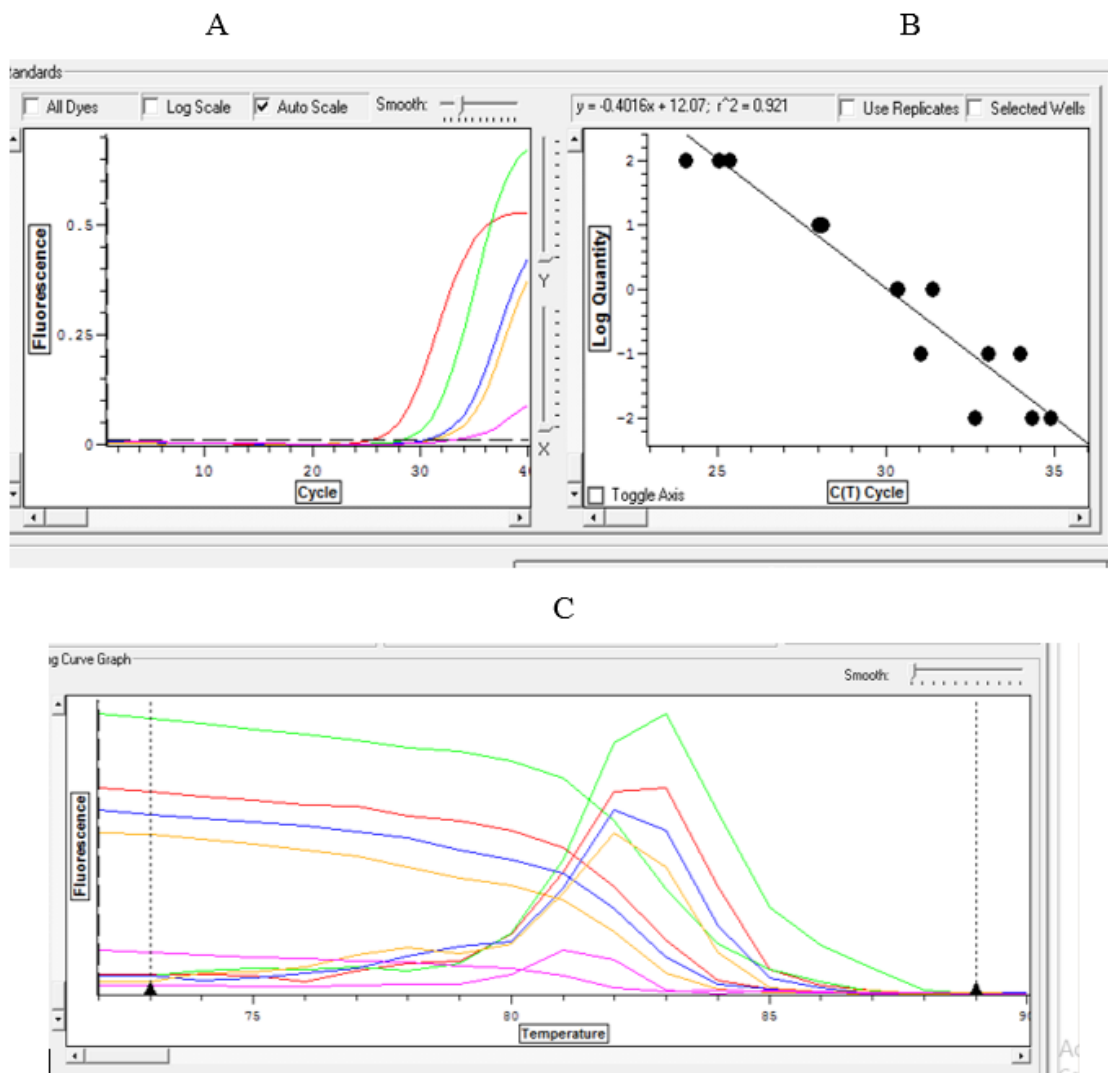 A
B
tandards
All Dyes
Log Scale
Auto Scale
Smooth:
y = -0.4016x + 12.07; r^2 = 0.921
Use Replicates
Selected Wells
Fluorescence
0.5
0.25
0
10
20
30
40
Cycle
Y
X
Log Quantity
2
1
0
-1
-2
25
30
35
C(T) Cycle
Toggle Axis
C
g Curve Graph
Smooth:
Fluorescence
75
80
85
90
Temperature